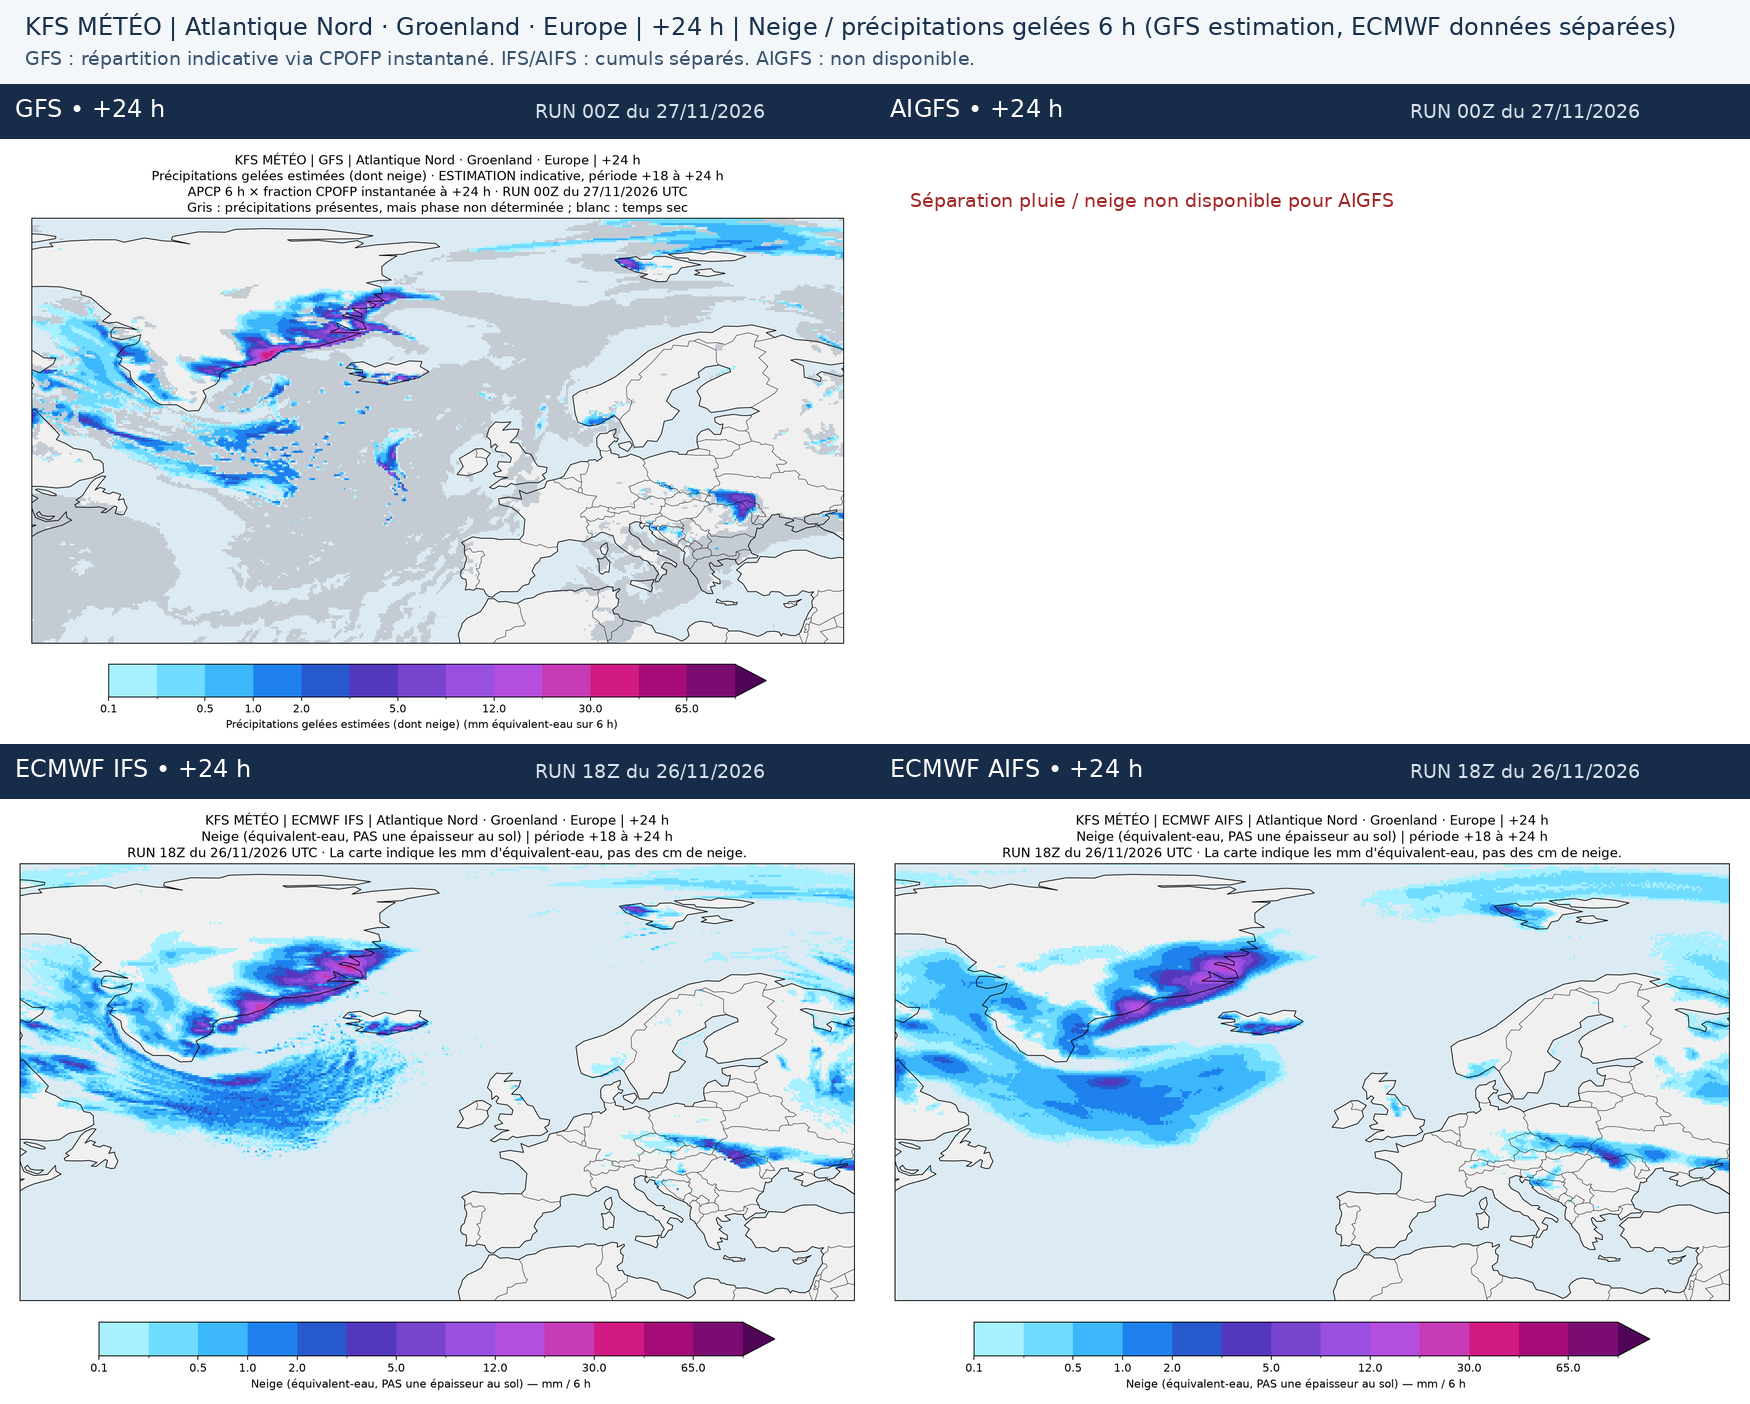 KFS MÉTÉO | Atlantique Nord · Groenland · Europe | +24 h | Neige / précipitations gelées 6 h (GFS estimation, ECMWF données séparées)
GFS : répartition indicative via CPOFP instantané. IFS/AIFS : cumuls séparés. AIGFS : non disponible.
GFS • +24 h
RUN 00Z du 27/11/2026
AIGFS • +24 h
RUN 00Z du 27/11/2026
KFS MÉTÉO | GFS | Atlantique Nord · Groenland · Europe | +24 h
Précipitations gelées estimées (dont neige) · ESTIMATION indicative, période +18 à +24 h
APCP 6 h × fraction CPOFP instantanée à +24 h · RUN 00Z du 27/11/2026 UTC
Gris : précipitations présentes, mais phase non déterminée ; blanc : temps sec
Séparation pluie / neige non disponible pour AIGFS
0.1 0.5 1.0 2.0 5.0 12.0 30.0 65.0
Précipitations gelées estimées (dont neige) (mm équivalent-eau sur 6 h)
ECMWF IFS • +24 h
RUN 18Z du 26/11/2026
ECMWF AIFS • +24 h
RUN 18Z du 26/11/2026
KFS MÉTÉO | ECMWF IFS | Atlantique Nord · Groenland · Europe | +24 h
Neige (équivalent-eau, PAS une épaisseur au sol) | période +18 à +24 h
RUN 18Z du 26/11/2026 UTC · La carte indique les mm d'équivalent-eau, pas des cm de neige.
KFS MÉTÉO | ECMWF AIFS | Atlantique Nord · Groenland · Europe | +24 h
Neige (équivalent-eau, PAS une épaisseur au sol) | période +18 à +24 h
RUN 18Z du 26/11/2026 UTC · La carte indique les mm d'équivalent-eau, pas des cm de neige.
0.1 0.5 1.0 2.0 5.0 12.0 30.0 65.0
Neige (équivalent-eau, PAS une épaisseur au sol) — mm / 6 h
0.1 0.5 1.0 2.0 5.0 12.0 30.0 65.0
Neige (équivalent-eau, PAS une épaisseur au sol) — mm / 6 h